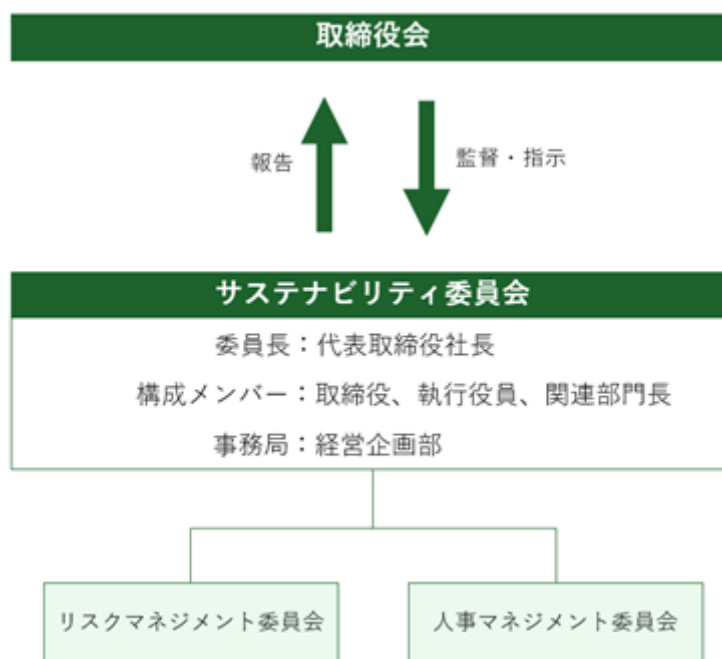 取締役会
報告
監督・指示
サステナビリティ委員会
委員長：代表取締役社長
構成メンバー：取締役、執行役員、関連部門長
事務局：経営企画部
リスクマネジメント委員会
人事マネジメント委員会